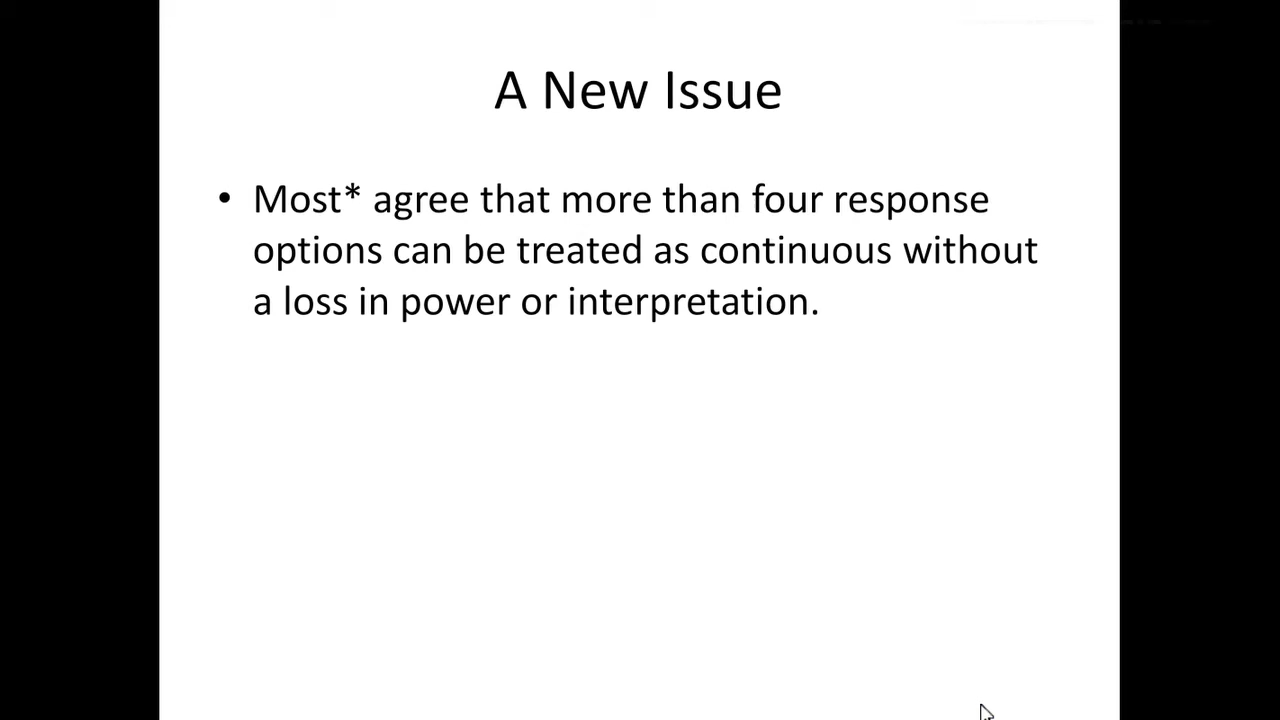 A New Issue
• Most* agree that more than four response
options can be treated as continuous without
a loss in power or interpretation.